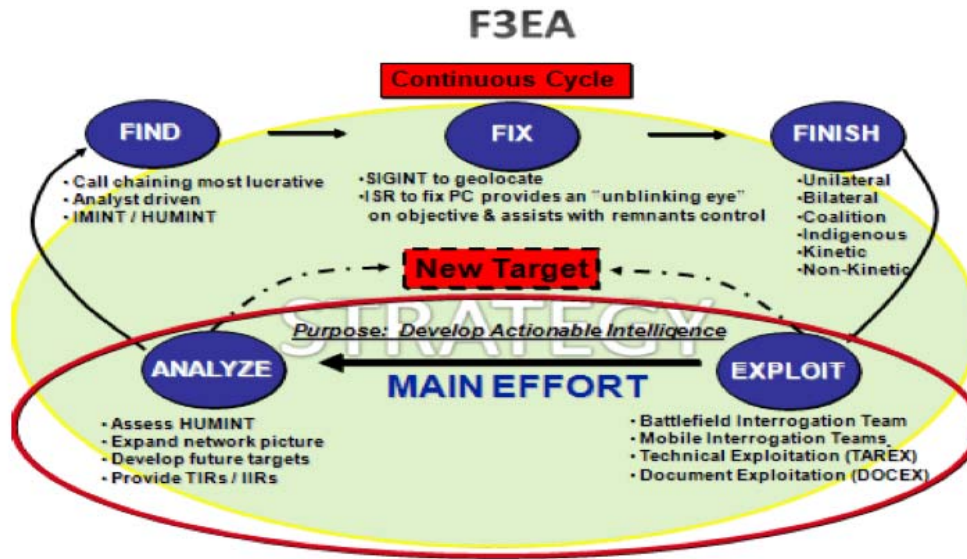 F3EA
Continuous Cycle
FIND
FIX
FINISH
• Call chaining most lucrative
• Analyst driven
• IMINT / HUMINT
• SIGINT to geolocate
• ISR to fix PC provides an "unblinking eye"
on objective & assists with remnants control
• Unilateral
• Bilateral
• Coalition
• Indigenous
• Kinetic
• Non-Kinetic
New Target
STRATEGY
Purpose: Develop Actionable Intelligence
ANALYZE
MAIN EFFORT
EXPLOIT
• Assess HUMINT
• Expand network picture
• Develop future targets
• Provide TIRs / IIRs
• Battlefield Interrogation Team
• Mobile Interrogation Teams
• Technical Exploitation (TAREX)
• Document Exploitation (DOCEX)